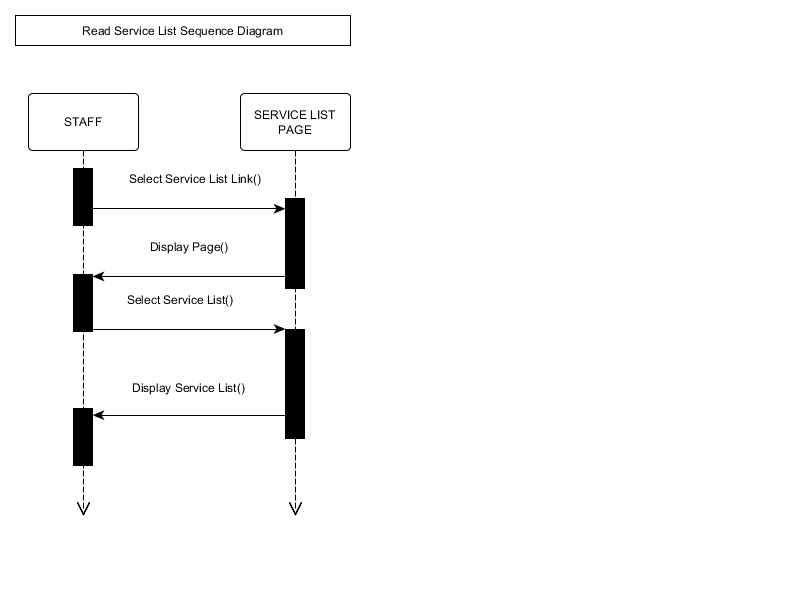 Read Service List Sequence Diagram
STAFF
SERVICE LIST
PAGE
Select Service List Link()
Display Page()
Select Service List()
Display Service List()